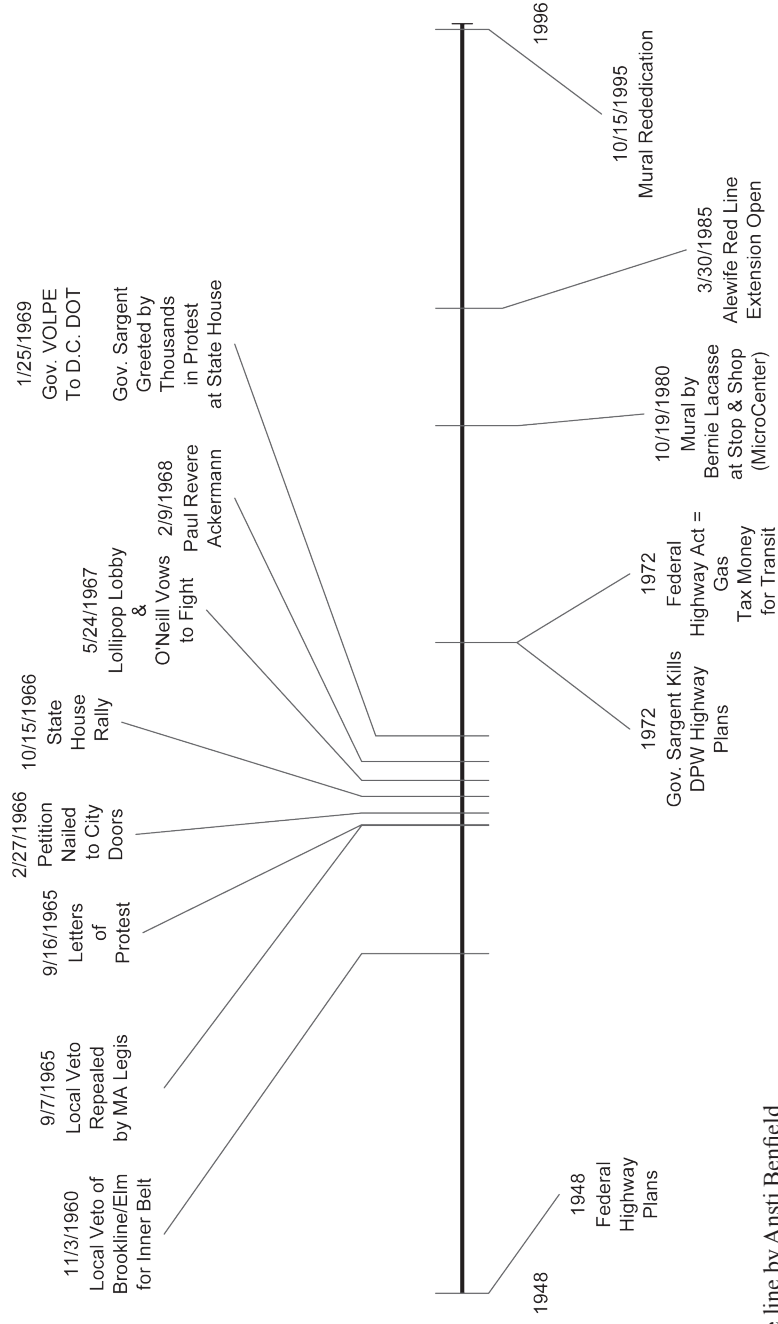 11/3/1960
Local Veto of
Brookline/Elm
for Inner Belt
9/7/1965
Local Veto
Repealed
by MA Legis
9/16/1965
Letters
of
Protest
2/27/1966
Petition
Nailed
to City
Doors
10/15/1966
State
House
Rally
5/24/1967
Lollipop Lobby
&
O'Neill Vows
to Fight
2/9/1968
Paul Revere
Ackermann
1/25/1969
Gov. VOLPE
To D.C. DOT
Gov. Sargent
Greeted by
Thousands
in Protest
at State House
1948
1996
1948
Federal
Highway
Plans
1972
Gov. Sargent Kills
DPW Highway
Plans
1972
Federal
Highway Act =
Gas
Tax Money
for Transit
10/19/1980
Mural by
Bernie Lacasse
at Stop & Shop
(MicroCenter)
3/30/1985
Alewife Red Line
Extension Open
10/15/1995
Mural Rededication
line by Ansti Benfield